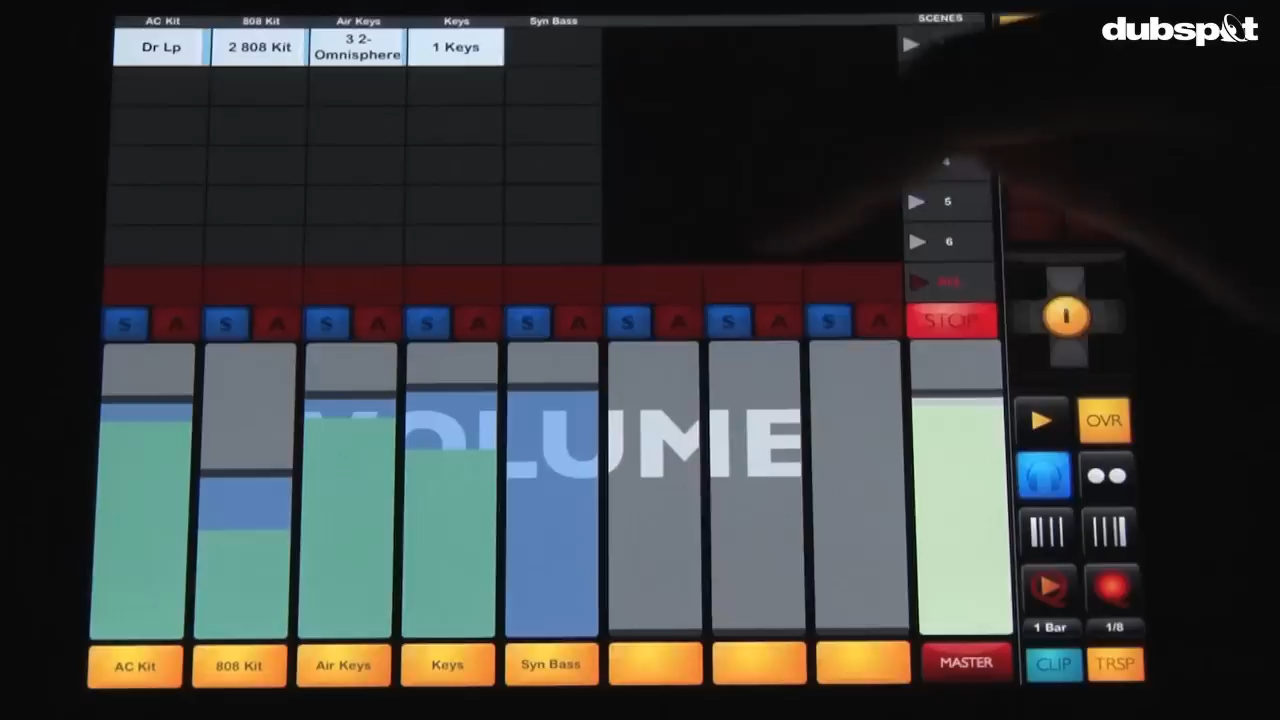 AC Kit 808 Kit Air Keys Keys Syn Bass SCENES
dubspot
Dr Lp 2 808 Kit 3 2-Omnisphere 1 Keys
4
5
6
S A S A S A S A S A S A S A S A STOP
VOLUME
OVR
1 Bar 1/8
AC Kit 808 Kit Air Keys Keys Syn Bass MASTER CLIP TRSP